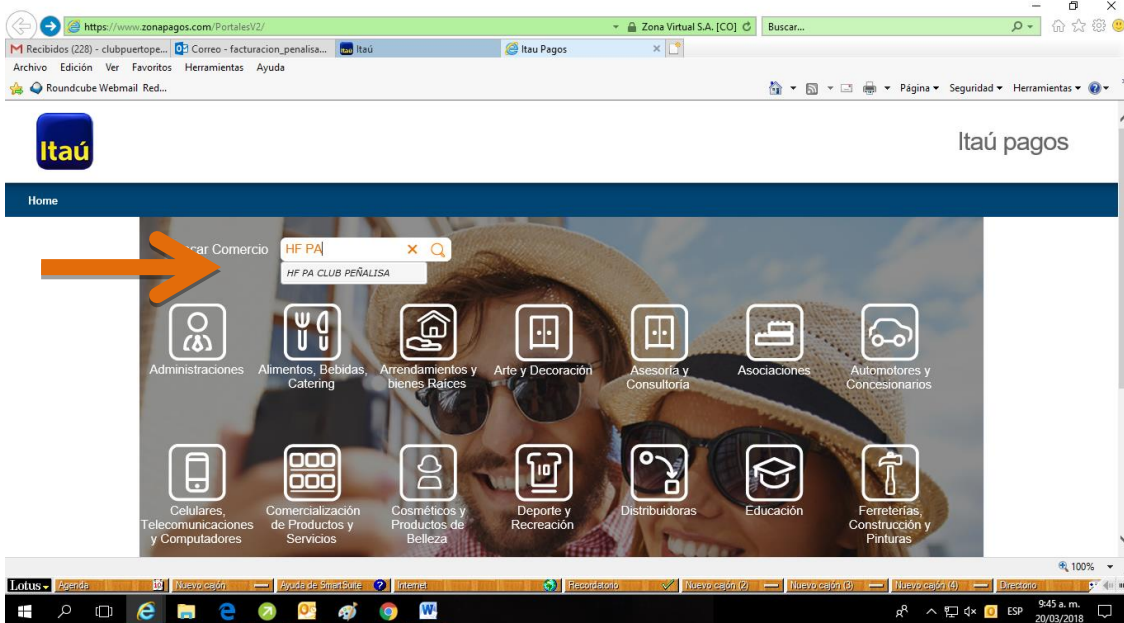 https://www.zonapagos.com/PortalesV2/
Zona Virtual S.A. [CO]
Buscar...
Recibidos (228) - clubpuertope...
Correo - facturacion_penalisa...
Itaú
Itau Pagos
Archivo Edición Ver Favoritos Herramientas Ayuda
Roundcube Webmail Red...
Página Seguridad Herramientas
Itaú
Itaú pagos
Home
car Comercio
HF PA
HF PA CLUB PEÑALISA
Administraciones
Alimentos, Bebidas,
Catering
Arrendamientos y
bienes Raíces
Arte y Decoración
Asesoría y
Consultoría
Asociaciones
Automotores y
Concesionarios
10
Celulares,
Telecomunicaciones
y Computadores
Comercialización
de Productos y
Servicios
Cosméticos y
Productos de
Belleza
Deporte y
Recreación
Distribuidoras
Educación
Ferreterías,
Construcción y
Pinturas
100%
Lotus Agenda 10 Nuevo cajón Ayuda de SmartSuite Internet Recordatorio Nuevo cajón (2) Nuevo cajón (3) Nuevo cajón (4) Directorio
ESP
9:45 a. m.
20/03/2018